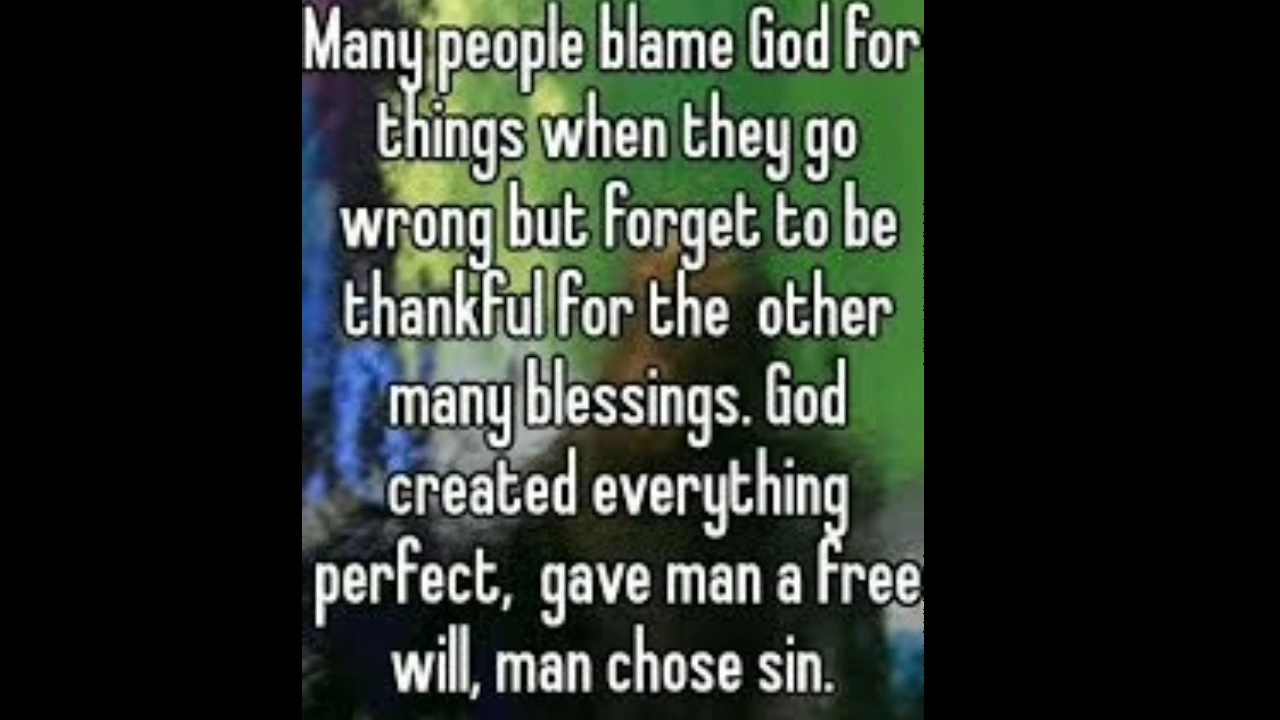 Many people blame God for
things when they go
wrong but forget to be
thankful for the other
many blessings. God
created everything
perfect, gave man a free
will, man chose sin.